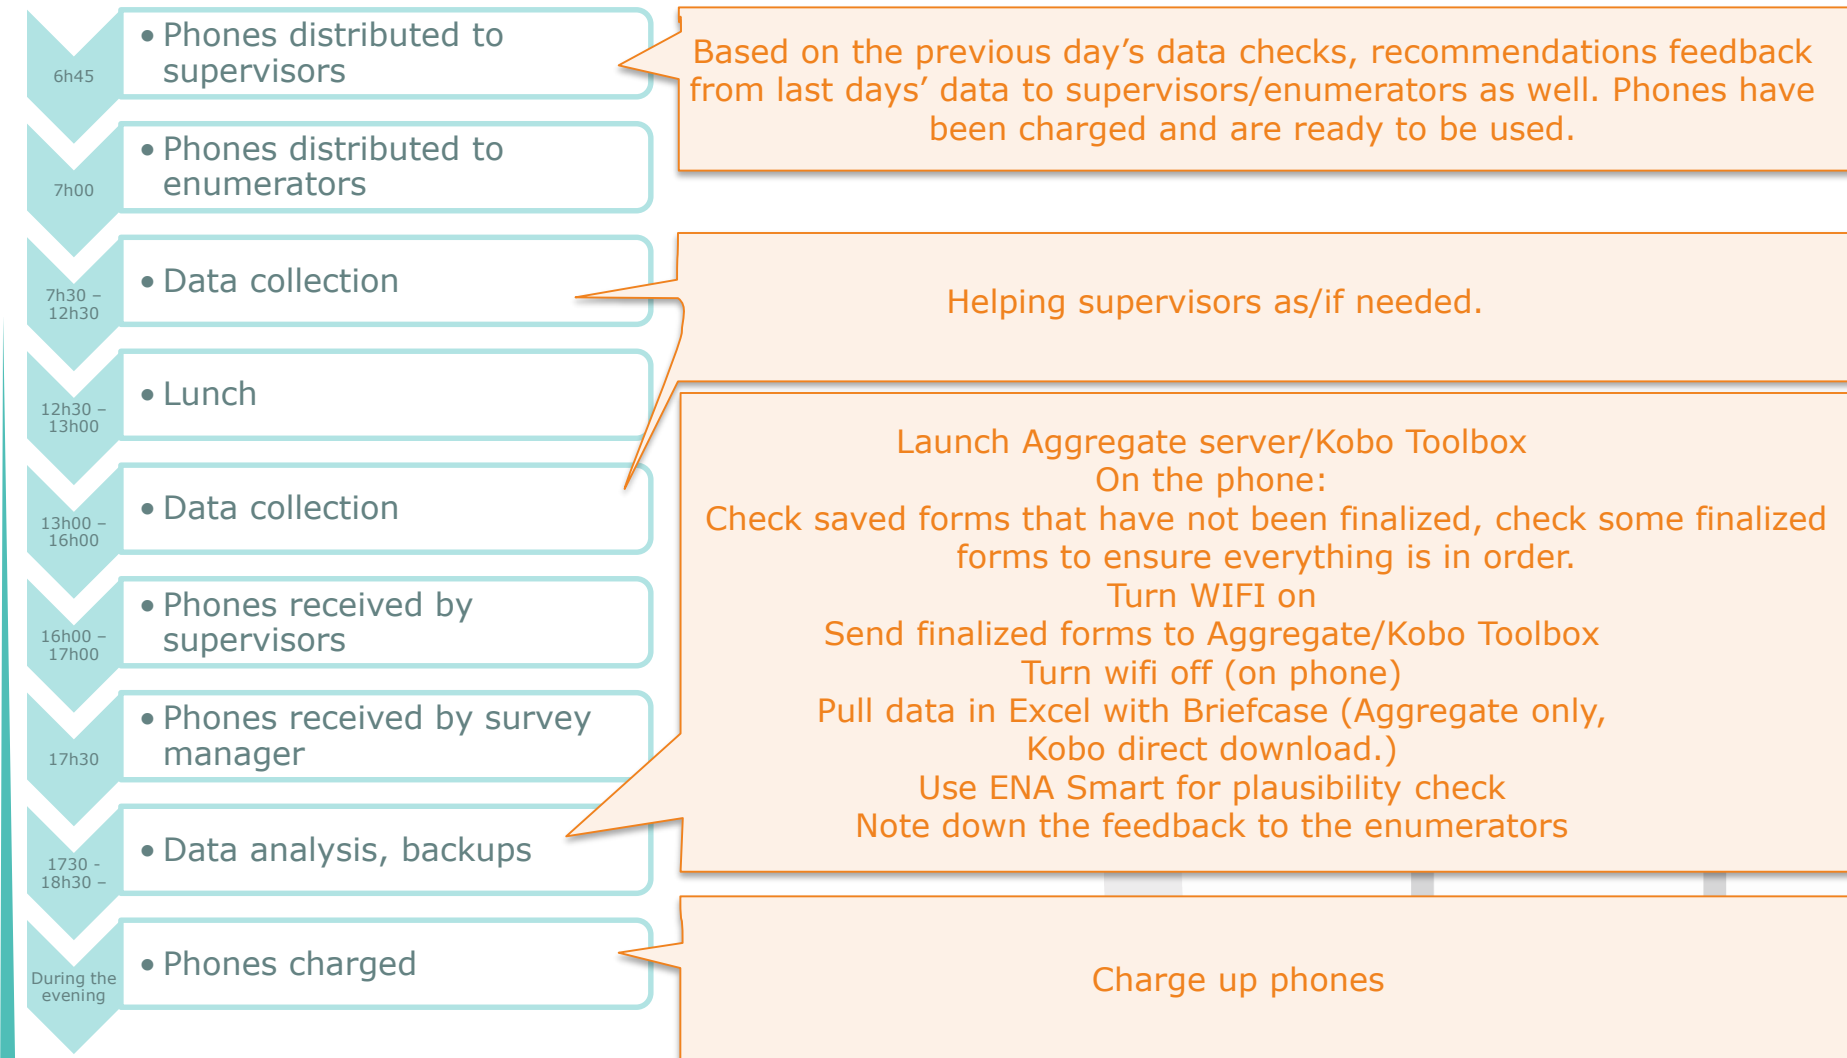 6h45
• Phones distributed to
supervisors
Based on the previous day's data checks, recommendations feedback
from last days' data to supervisors/enumerators as well. Phones have
been charged and are ready to be used.
7h00
• Phones distributed to
enumerators
7h30 –
12h30
• Data collection
Helping supervisors as/if needed.
12h30 –
13h00
• Lunch
13h00 –
16h00
• Data collection
16h00 –
17h00
• Phones received by
supervisors
17h30
• Phones received by survey
manager
1730 -
18h30 –
• Data analysis, backups
Launch Aggregate server/Kobo Toolbox
On the phone:
Check saved forms that have not been finalized, check some finalized
forms to ensure everything is in order.
Turn WIFI on
Send finalized forms to Aggregate/Kobo Toolbox
Turn wifi off (on phone)
Pull data in Excel with Briefcase (Aggregate only,
Kobo direct download.)
Use ENA Smart for plausibility check
Note down the feedback to the enumerators
During the
evening
• Phones charged
Charge up phones